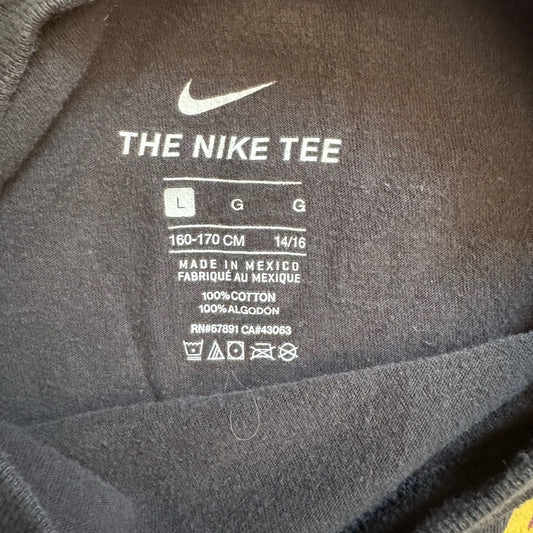 THE NIKE TEE
L G G
160-170 CM 14/16
MADE IN MEXICO
FABRIQUÉ AU MEXIQUE
100% COTTON
100% ALGODÓN
RN#67891 CA#43063